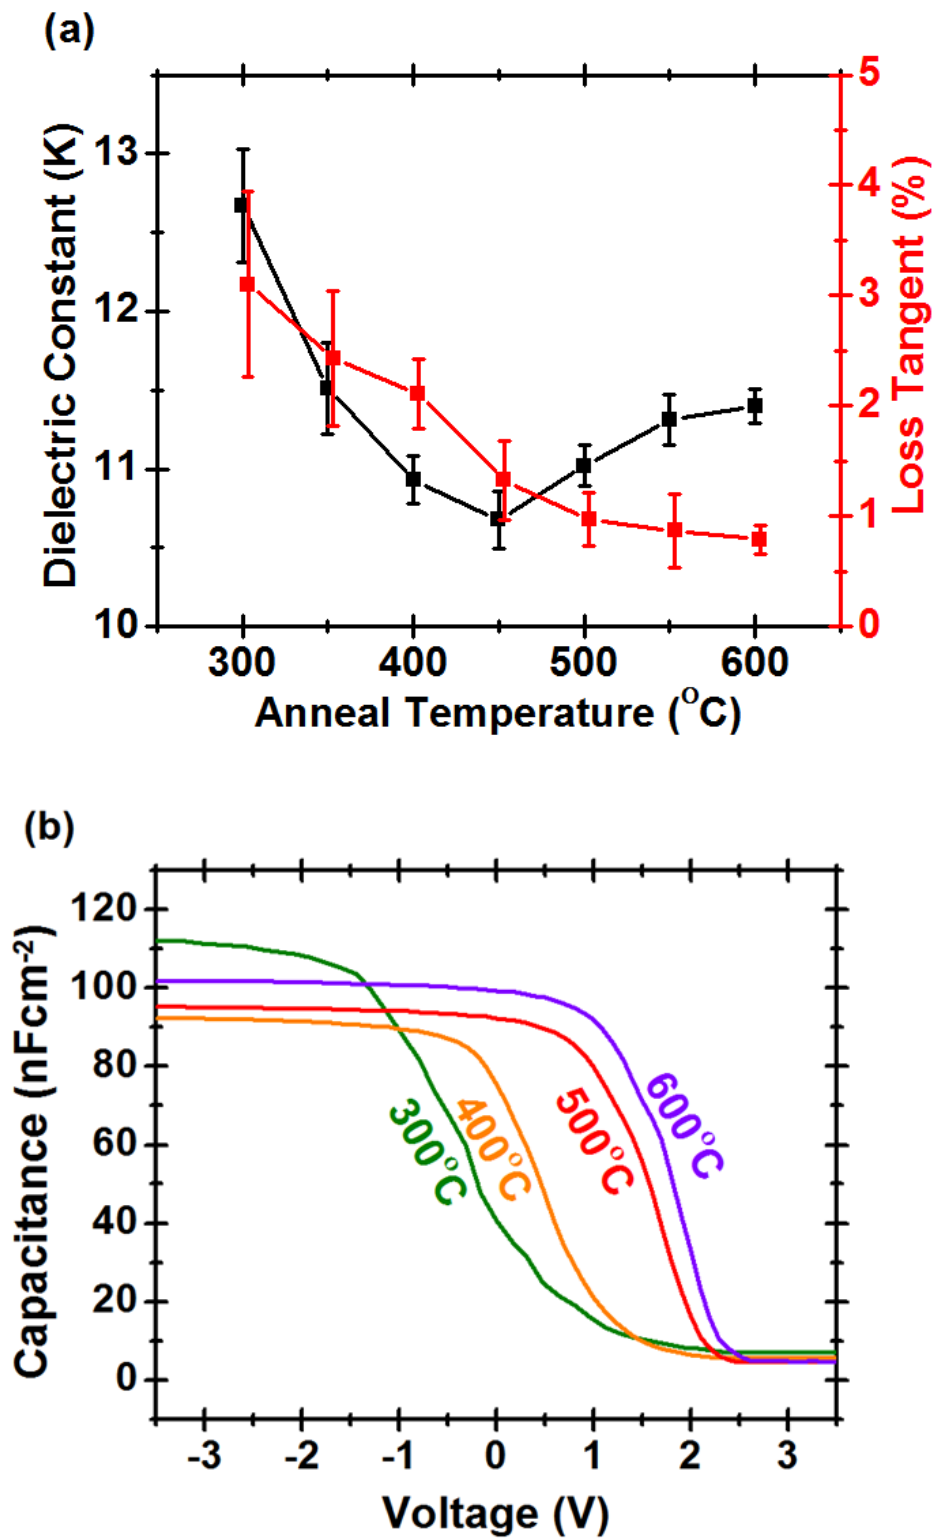 (a)
Dielectric Constant (K)
13
12
11
10
5
4
3
2
1
0
Loss Tangent (%)
300 400 500 600
Anneal Temperature (°C)
(b)
Capacitance (nFcm-2)
120
100
80
60
40
20
0
300°C
400°C
500°C
600°C
-3 -2 -1 0 1 2 3
Voltage (V)